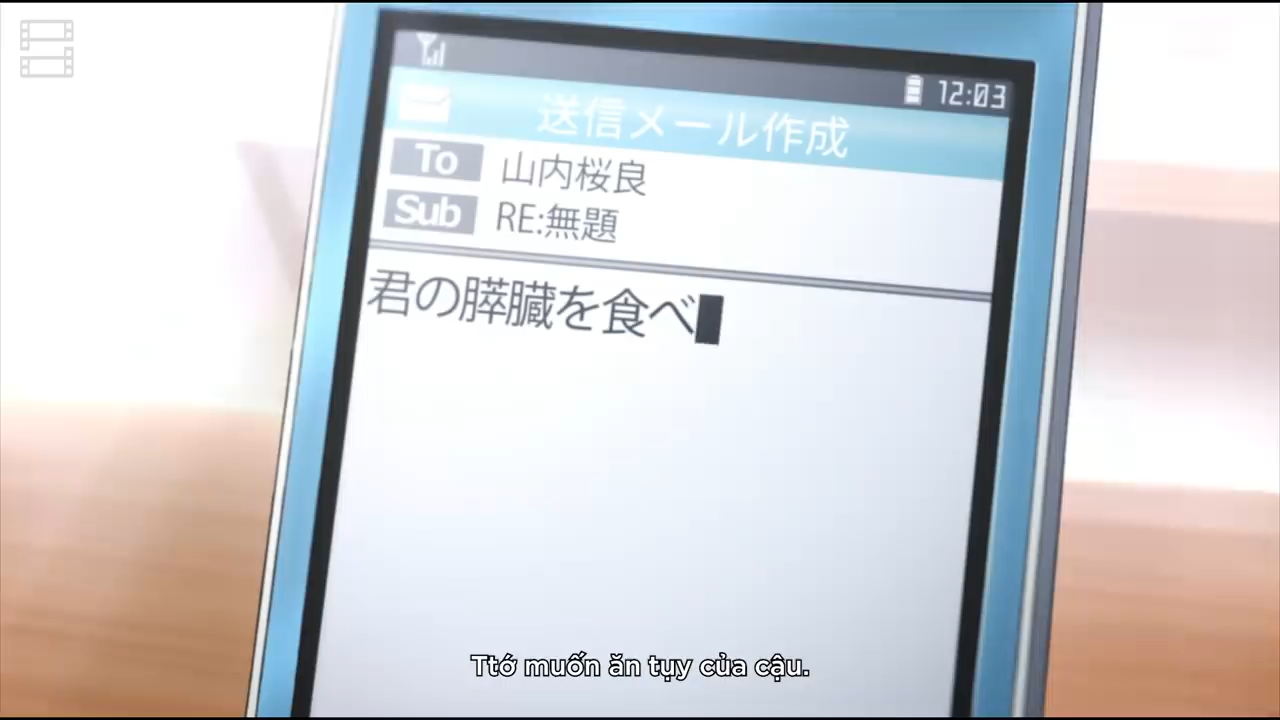 12:03
送信メール作成
To 山内桜良
Sub RE:無題
君の膵臓を食べ
Ttớ muốn ăn tụy của cậu.